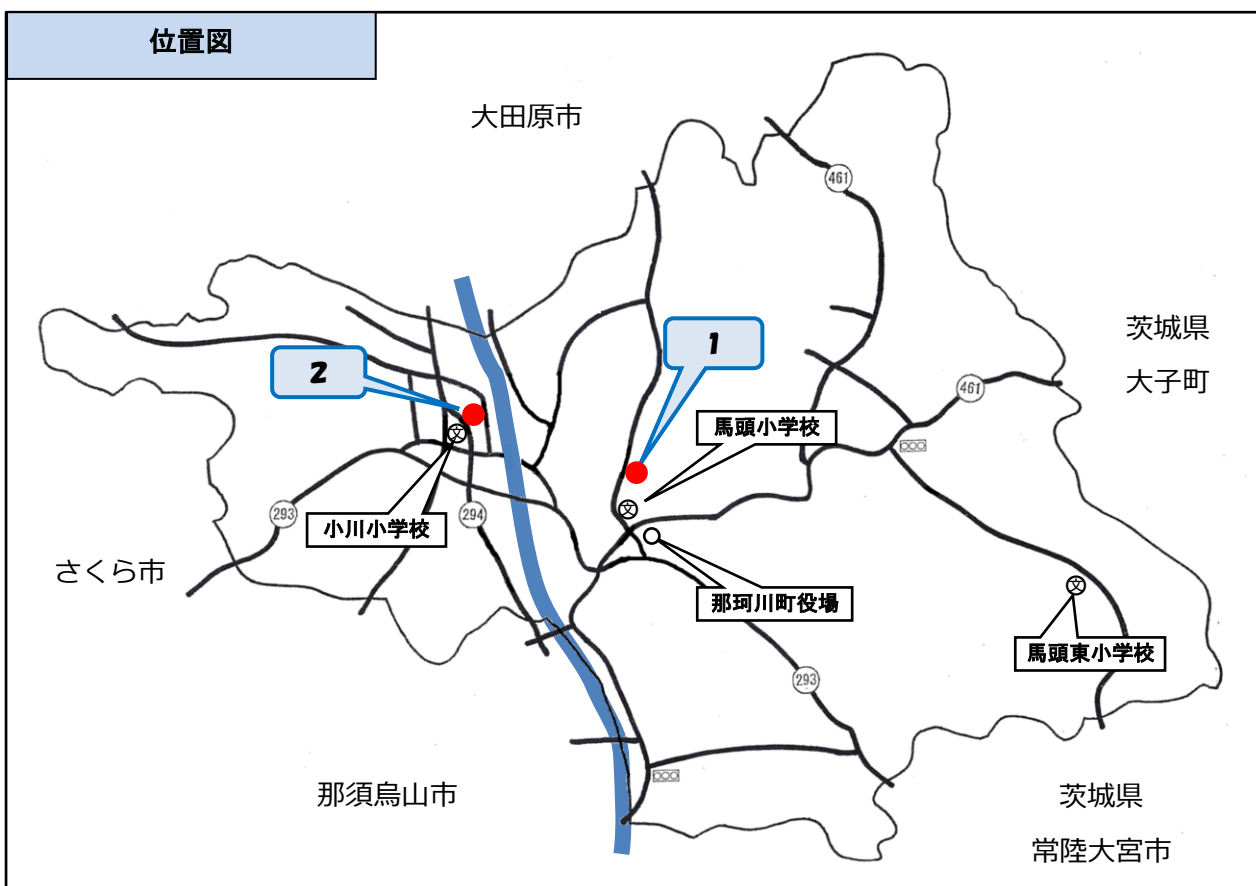 位置図
大田原市
461
茨城県
大子町
1
2
461
馬頭小学校
文
文
小川小学校
293
294
さくら市
那珂川町役場
文
馬頭東小学校
293
那須烏山市
茨城県
常陸大宮市